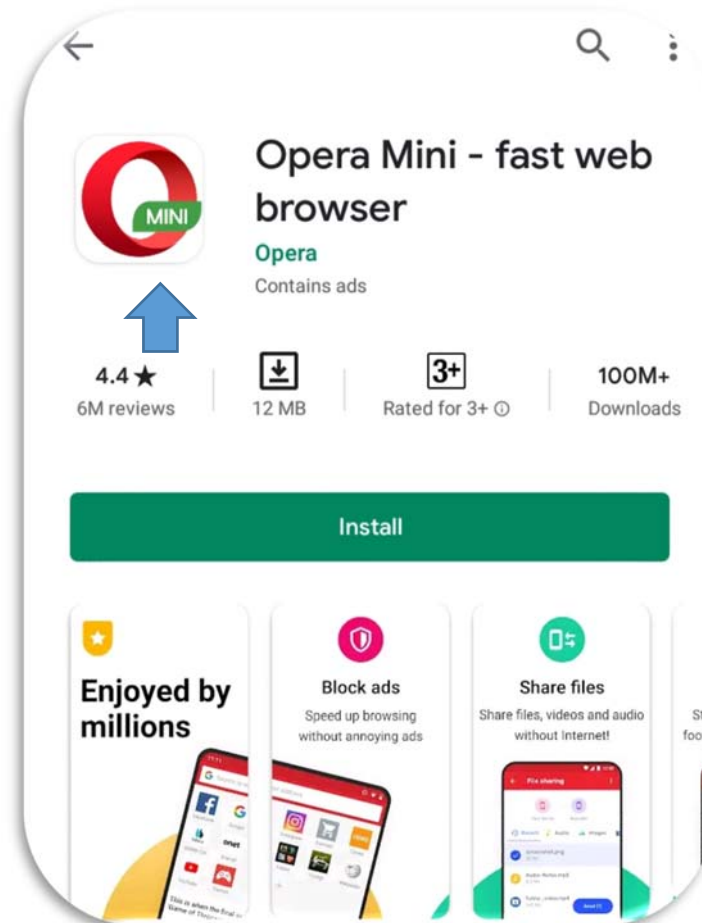 MINI
Opera Mini - fast web
browser
Opera
Contains ads
4.4 ★
6M reviews
12 MB
3+
Rated for 3+
100M+
Downloads
Install
Enjoyed by
millions
Block ads
Speed up browsing
without annoying ads
Share files
Share files, videos and audio
without Internet!
File sharing